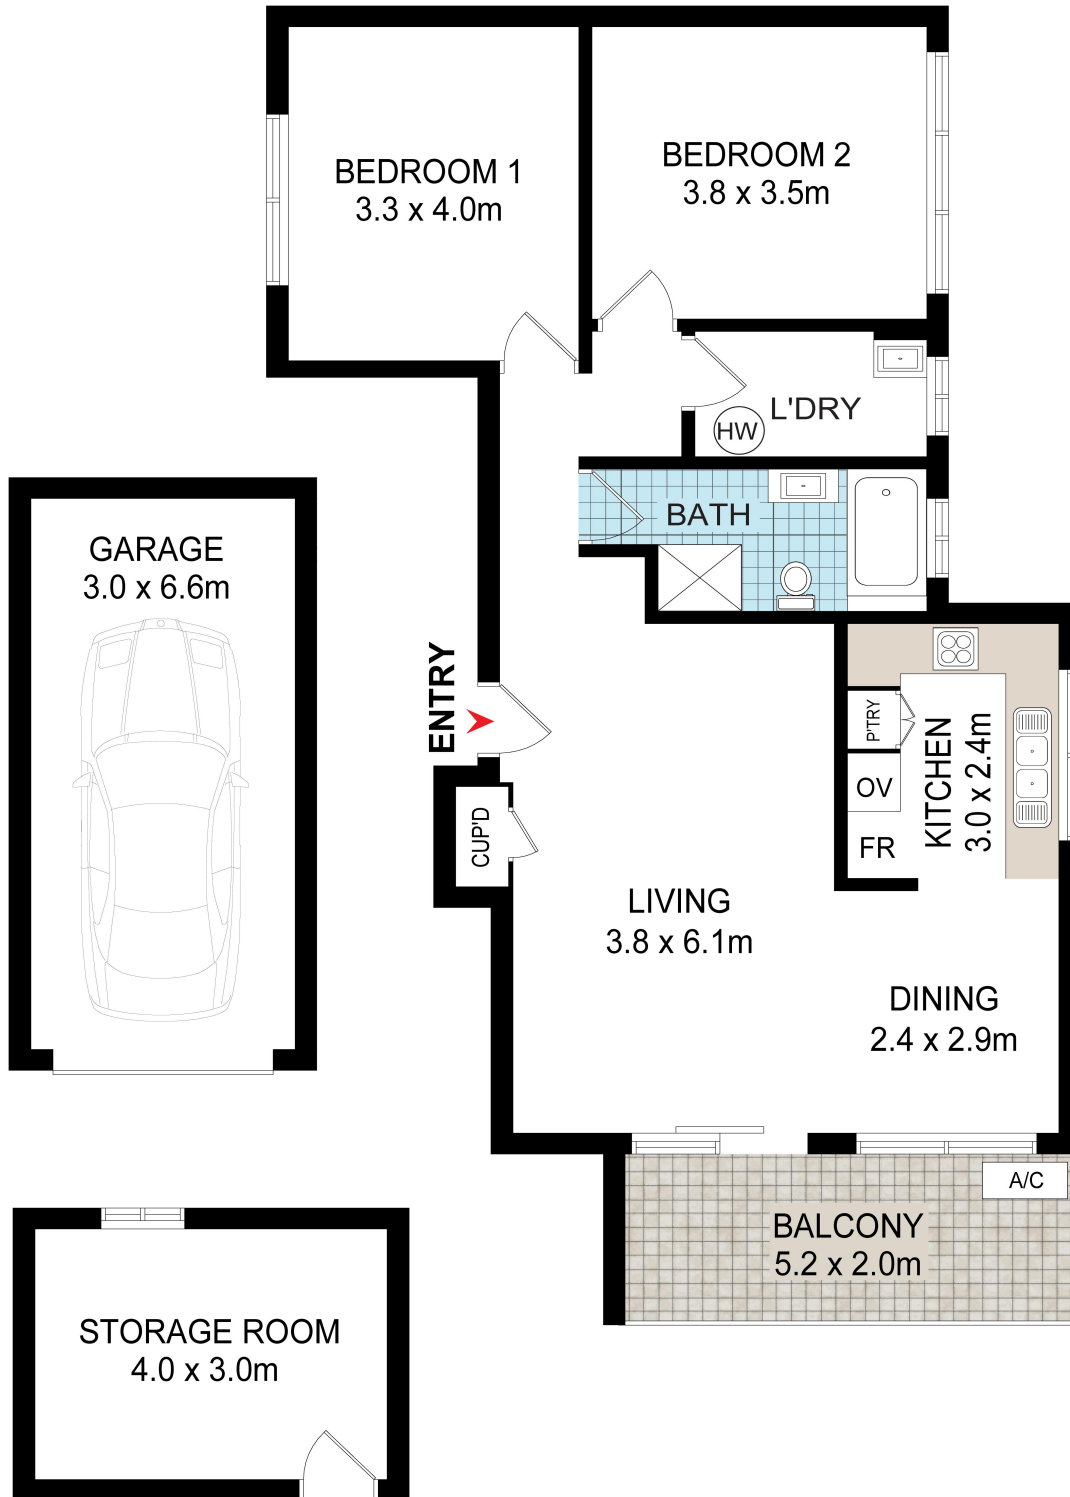 BEDROOM 1
3.3 x 4.0m
BEDROOM 2
3.8 x 3.5m
L'DRY
HW
BATH
GARAGE
3.0 x 6.6m
ENTRY
P'TRY
OV
FR
KITCHEN
3.0 x 2.4m
CUP'D
LIVING
3.8 x 6.1m
DINING
2.4 x 2.9m
A/C
BALCONY
5.2 x 2.0m
STORAGE ROOM
4.0 x 3.0m